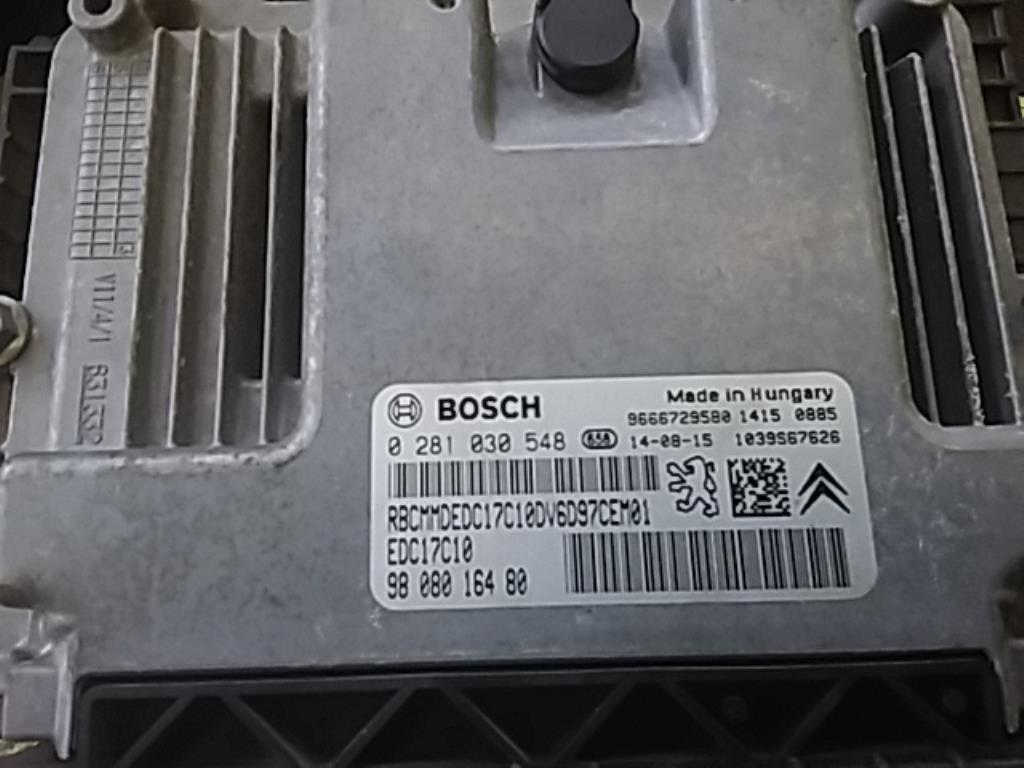 V11/4/1 631332
BOSCH
Made in Hungary
9666729580 1415 0885
0 281 030 548
14-08-15 1039S67626
RBCMMDEDC17C10DV6D97CEM01
EDC17C10
98 080 164 80